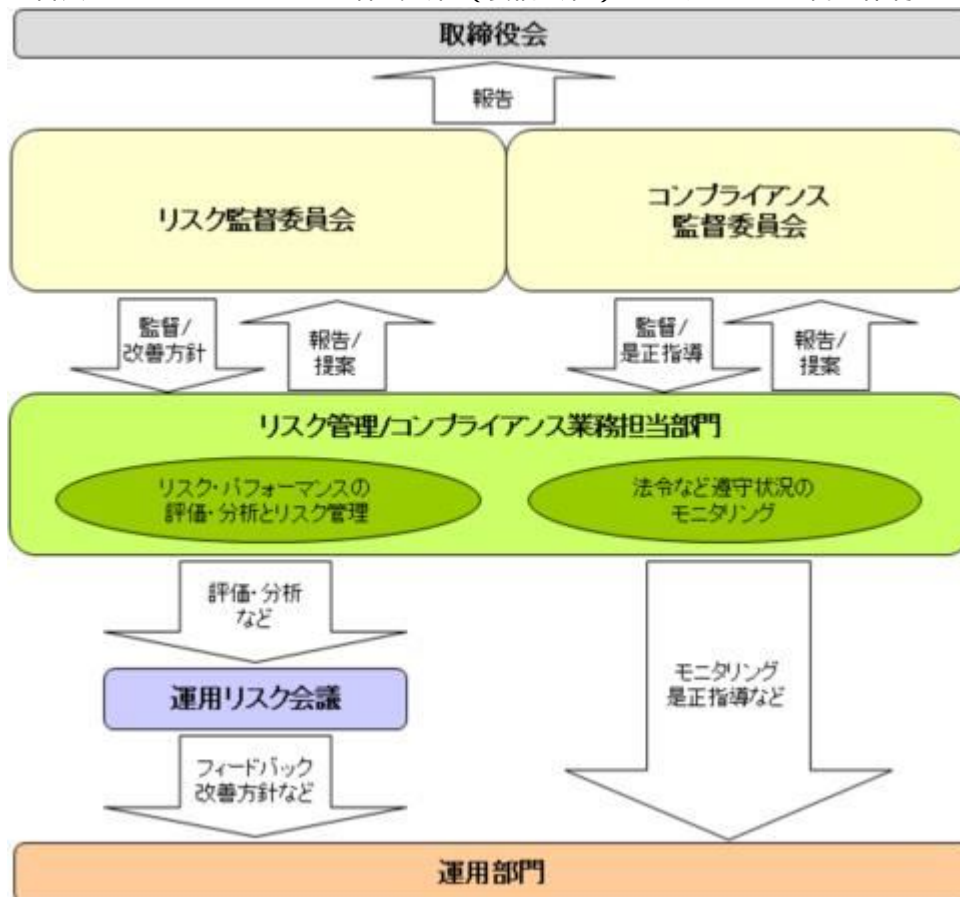 取締役会
報告
リスク監督委員会
コンプライアンス
監督委員会
監督/
改善方針
報告/
提案
監督/
是正指導
報告/
提案
リスク管理/コンプライアンス業務担当部門
リスク・パフォーマンスの
評価・分析とリスク管理
法令など遵守状況の
モニタリング
評価・分析
など
運用リスク会議
モニタリング
是正指導など
フィードバック
改善方針など
運用部門